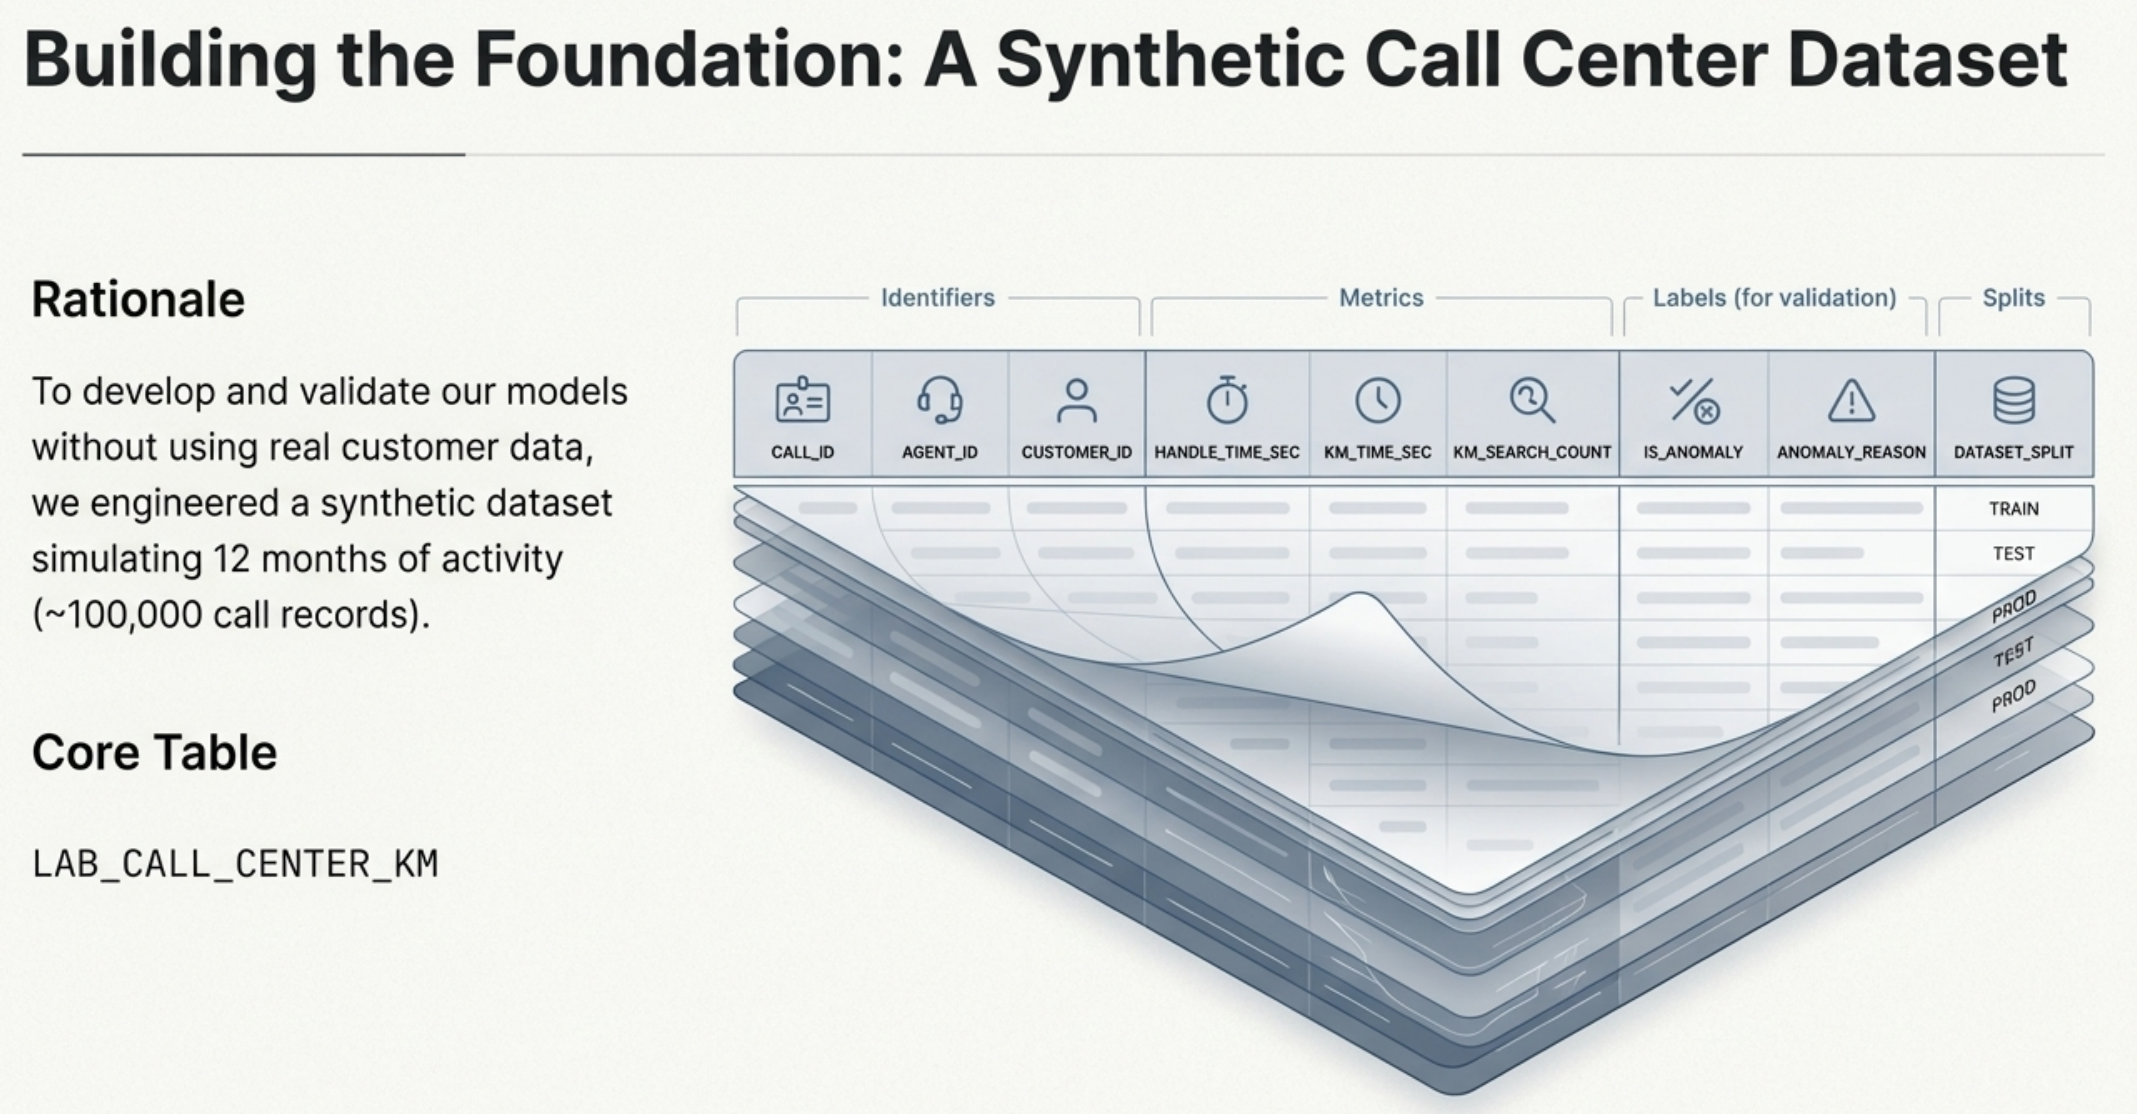 Building the Foundation: A Synthetic Call Center Dataset
Rationale
To develop and validate our models
without using real customer data,
we engineered a synthetic dataset
simulating 12 months of activity
(~100,000 call records).
Core Table
LAB_CALL_CENTER_KM
Identifiers Metrics Labels (for validation) Splits
CALL_ID AGENT_ID CUSTOMER_ID HANDLE_TIME_SEC KM_TIME_SEC KM_SEARCH_COUNT IS_ANOMALY ANOMALY_REASON DATASET_SPLIT
TRAIN
TEST
PROD
TEST
PROD